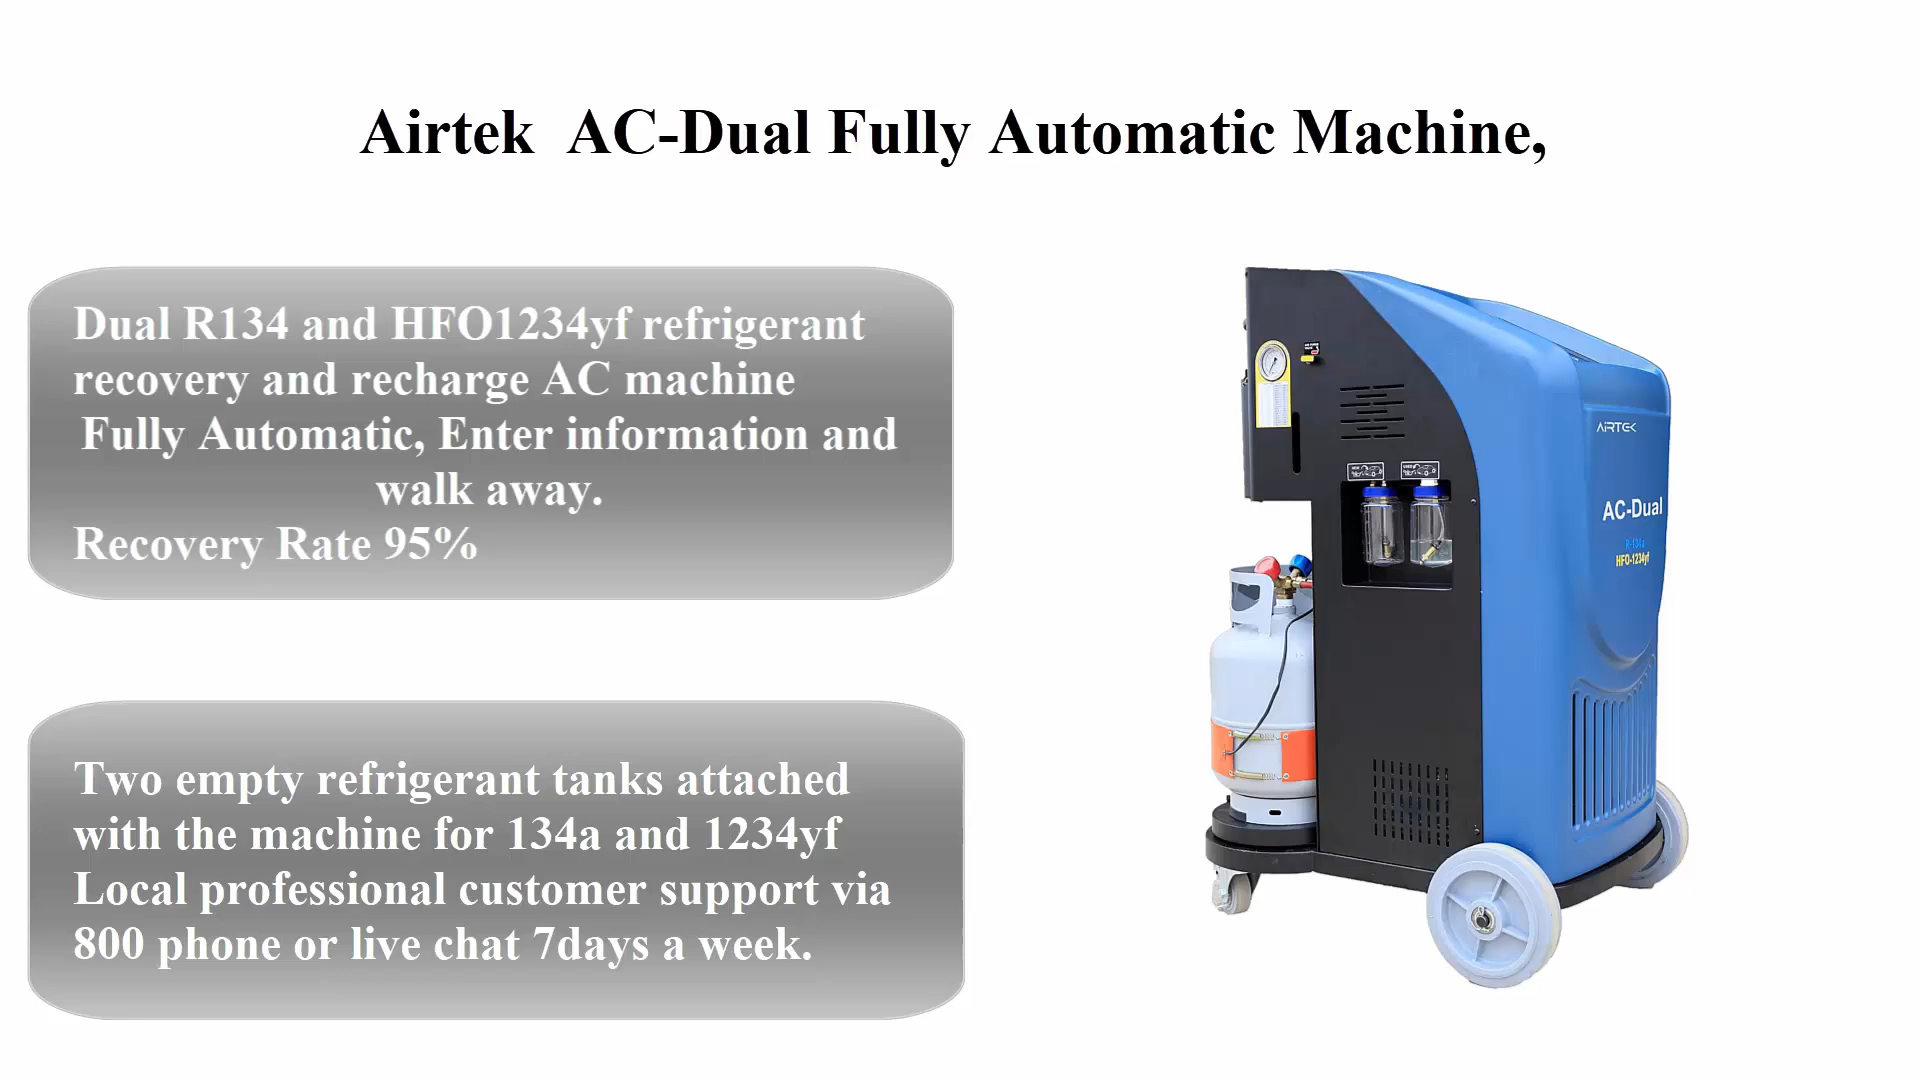 Airtek  AC-Dual Fully Automatic Machine,
Dual R134 and HFO1234yf refrigerant
recovery and recharge AC machine
Fully Automatic, Enter information and
walk away.
Recovery Rate 95%
Two empty refrigerant tanks attached
with the machine for 134a and 1234yf
Local professional customer support via
800 phone or live chat 7days a week.
AIRTEK
AC-Dual
R-134a
HFO-1234yf